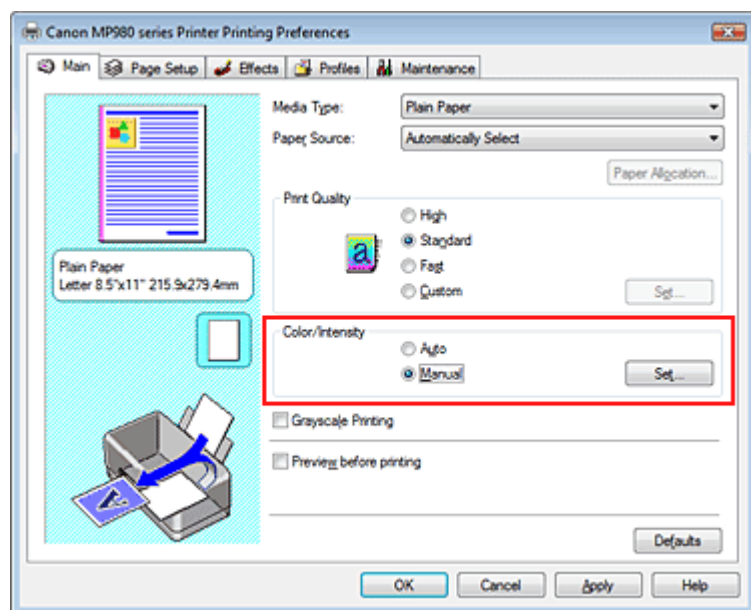 Canon MP980 series Printer Printing Preferences
Main Page Setup Effects Profiles Maintenance
Media Type: Plain Paper
Paper Source: Automatically Select
Paper Allocation...
Print Quality
High
a Standard
Fast
Custom Set...
Plain Paper
Letter 8.5"x11" 215.9x279.4mm
Color/Intensity
Auto
Manual Set...
Grayscale Printing
Preview before printing
A
Defaults
OK Cancel Apply Help